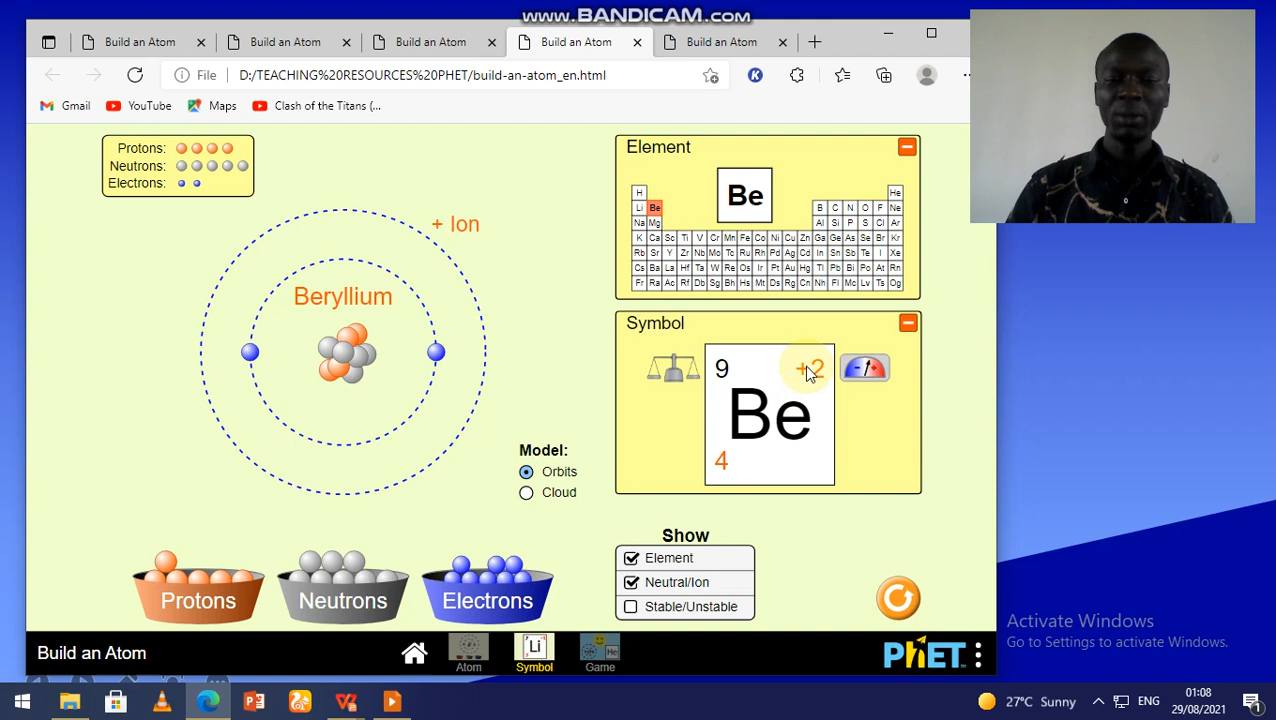 www.BANDICAM.com
Build an Atom
Build an Atom
Build an Atom
Build an Atom
Build an Atom
File
D:/TEACHING%20RESOURCES%20PHET/build-an-atom_en.html
Gmail
YouTube
Maps
Clash of the Titans (...
Protons:
Neutrons:
Electrons:
+ Ion
Beryllium
Element
Be
H He
Li Be B C N O F Ne
Na Mg Al Si P S Cl Ar
K Ca Sc Ti V Cr Mn Fe Co Ni Cu Zn Ga Ge As Se Br Kr
Rb Sr Y Zr Nb Mo Tc Ru Rh Pd Ag Cd In Sn Sb Te I Xe
Cs Ba La Hf Ta W Re Os Ir Pt Au Hg Tl Pb Bi Po At Rn
Fr Ra Ac Rf Db Sg Bh Hs Mt Ds Rg Cn Nh Fl Mc Lv Ts Og
Symbol
9 +2
Be
4
- +
Model:
Orbits
Cloud
Show
Element
Neutral/Ion
Stable/Unstable
Protons
Neutrons
Electrons
Build an Atom
Atom
Li
Symbol
He
Game
PhET
Activate Windows
Go to Settings to activate Windows.
27°C Sunny
ENG
01:08
29/08/2021
1